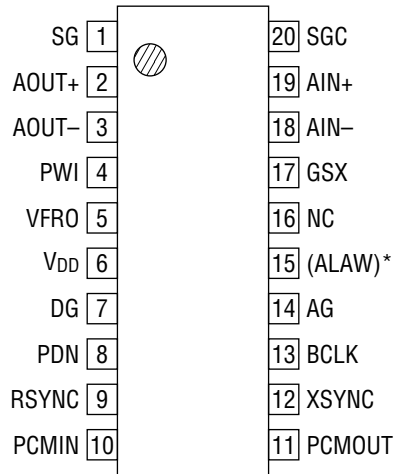 SG 1 20 SGC
AOUT+ 2 19 AIN+
AOUT– 3 18 AIN–
PWI 4 17 GSX
VFRO 5 16 NC
VDD 6 15 (ALAW)*
DG 7 14 AG
PDN 8 13 BCLK
RSYNC 9 12 XSYNC
PCMIN 10 11 PCMOUT